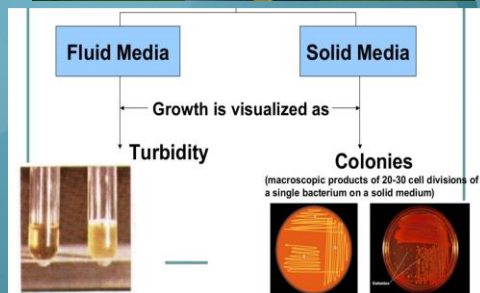 Fluid Media
Solid Media
Growth is visualized as
Turbidity
Colonies
(macroscopic products of 20-30 cell divisions of
a single bacterium on a solid medium)
Colonies